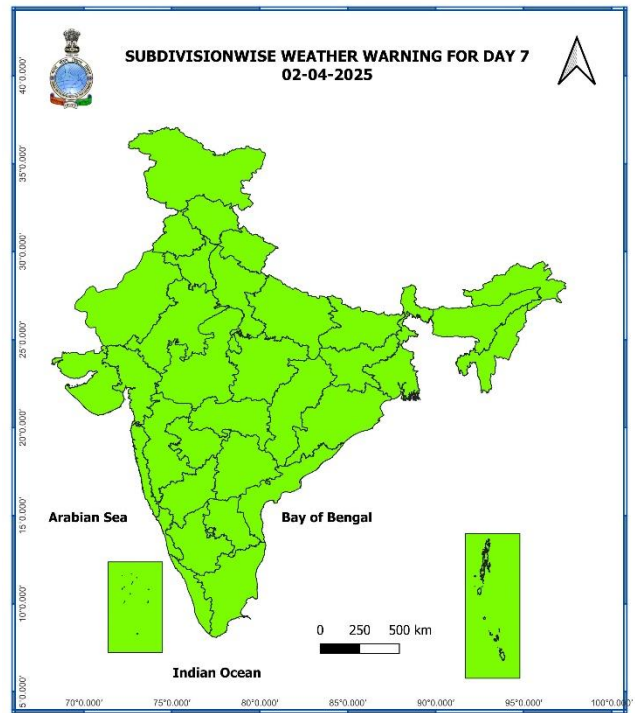 SUBDIVISIONWISE WEATHER WARNING FOR DAY 7
02-04-2025
40°0.000'
35°0.000'
30°0.000'
25°0.000'
20°0.000'
15°0.000'
10°0.000'
5°0.000'
Arabian Sea
Bay of Bengal
0 250 500 km
Indian Ocean
70°0.000' 75°0.000' 80°0.000' 85°0.000' 90°0.000' 95°0.000' 100°0.000'